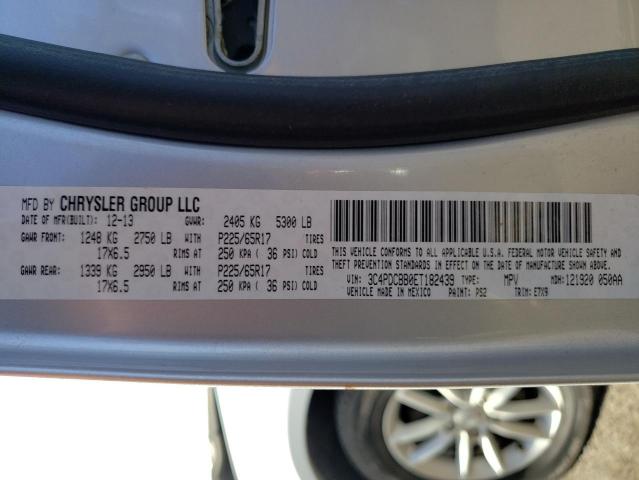 MFD BY CHRYSLER GROUP LLC
DATE OF MFR(BUILT): 12-13 GVWR: 2405 KG 5300 LB
GAWR FRONT: 1248 KG 2750 LB WITH P225/65R17 TIRES
17X6.5 RIMS AT 250 KPA ( 36 PSI) COLD
GAWR REAR: 1339 KG 2950 LB WITH P225/65R17 TIRES
17X6.5 RIMS AT 250 KPA ( 36 PSI) COLD
THIS VEHICLE CONFORMS TO ALL APPLICABLE U.S. FEDERAL MOTOR VEHICLE SAFETY AND
THEFT PREVENTION STANDARDS IN EFFECT ON THE DATE OF MANUFACTURE SHOWN ABOVE.
VIN: 3C4PDCBB0ET182439 TYPE: MPV MDH: 121920 050AA
VEHICLE MADE IN MEXICO PAINT: PS2 TRIM: E7X9